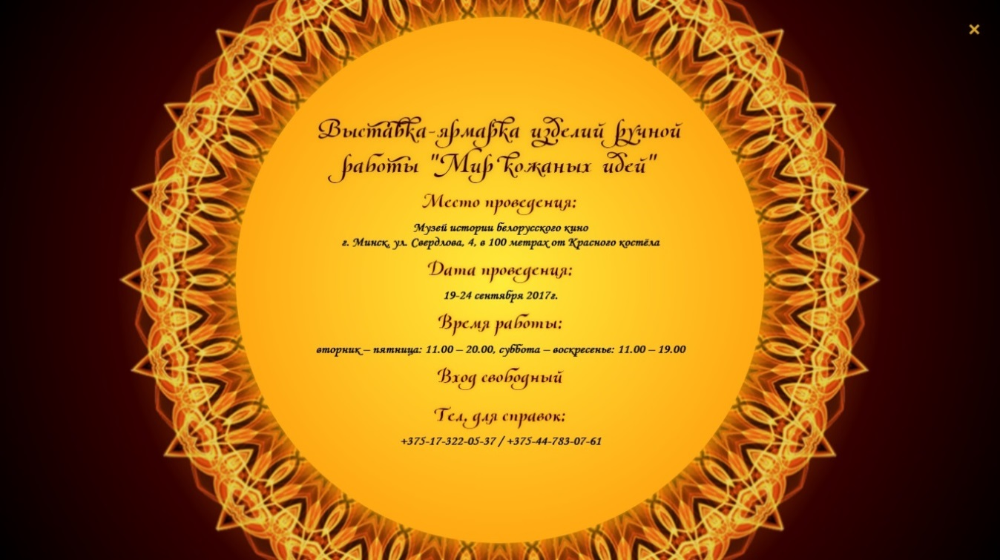 Выставка-ярмарка изделий ручной
работы "Мир кожаных идей"
Место проведения:
Музей истории белорусского кино
г. Минск, ул. Свердлова, 4, в 100 метрах от Красного костёла
Дата проведения:
19-24 сентября 2017г.
Время работы:
вторник – пятница: 11.00 – 20.00, суббота – воскресенье: 11.00 – 19.00
Вход свободный
Тел. для справок:
+375-17-322-05-37 / +375-44-783-07-61